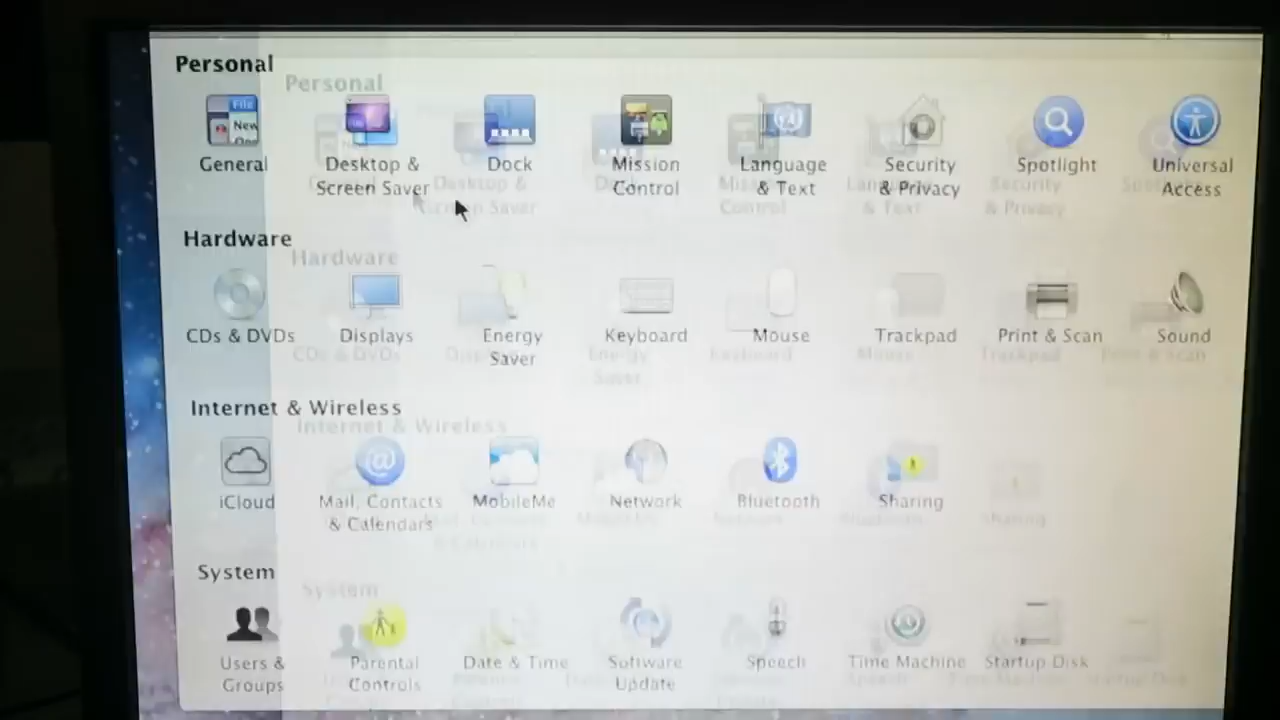 Personal
File
New
General
Desktop &
Screen Saver
Dock
Mission
Control
Language
& Text
Security
& Privacy
Spotlight
Universal
Access
Hardware
CDs & DVDs
Displays
Energy
Saver
Keyboard
Mouse
Trackpad
Print & Scan
Sound
Internet & Wireless
iCloud
Mail, Contacts
& Calendars
MobileMe
Network
Bluetooth
Sharing
System
Users &
Groups
Parental
Controls
Date & Time
Software
Update
Speech
Time Machine
Startup Disk